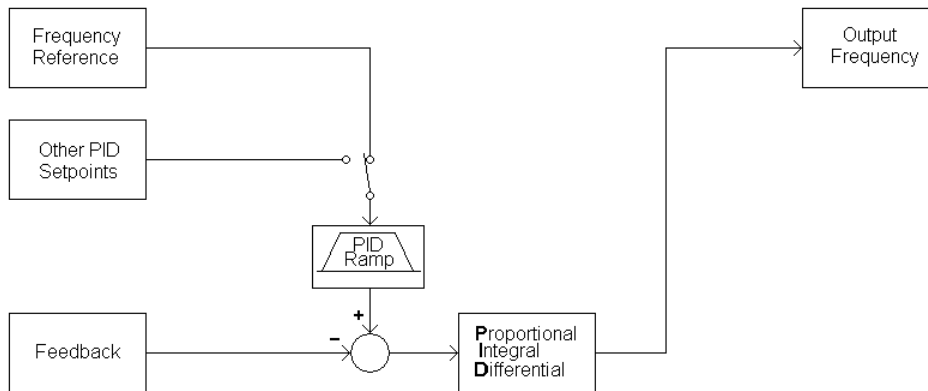 Frequency
Reference
Output
Frequency
Other PID
Setpoints
PID
Ramp
+
−
Feedback
Proportional
Integral
Differential